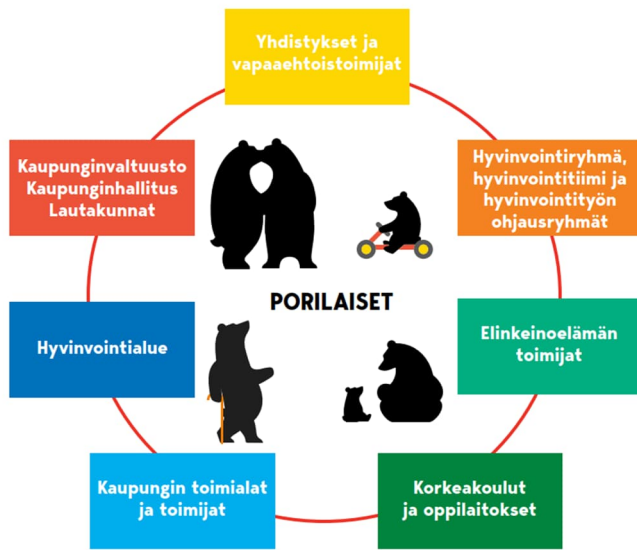 Yhdistykset ja
vapaaehtoistoimijat
Kaupunginvaltuusto
Kaupunginhallitus
Lautakunnat
Hyvinvointiryhmä,
hyvinvointitiimi ja
hyvinvointityön
ohjausryhmät
PORILAISET
Hyvinvointialue
Elinkeinoelämän
toimijat
Kaupungin toimialat
ja toimijat
Korkeakoulut
ja oppilaitokset